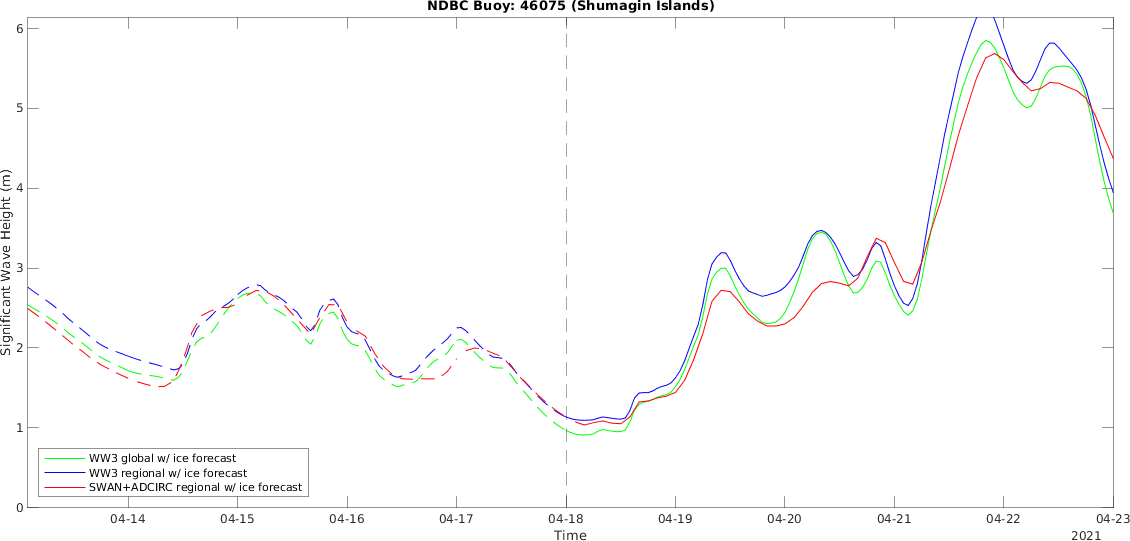 NDBC Buoy: 46075 (Shumagin Islands)
Significant Wave Height (m)
6
5
4
3
2
1
0
WW3 global w/ ice forecast
WW3 regional w/ ice forecast
SWAN+ADCIRC regional w/ ice forecast
04-14 04-15 04-16 04-17 04-18 04-19 04-20 04-21 04-22 04-23
Time
2021